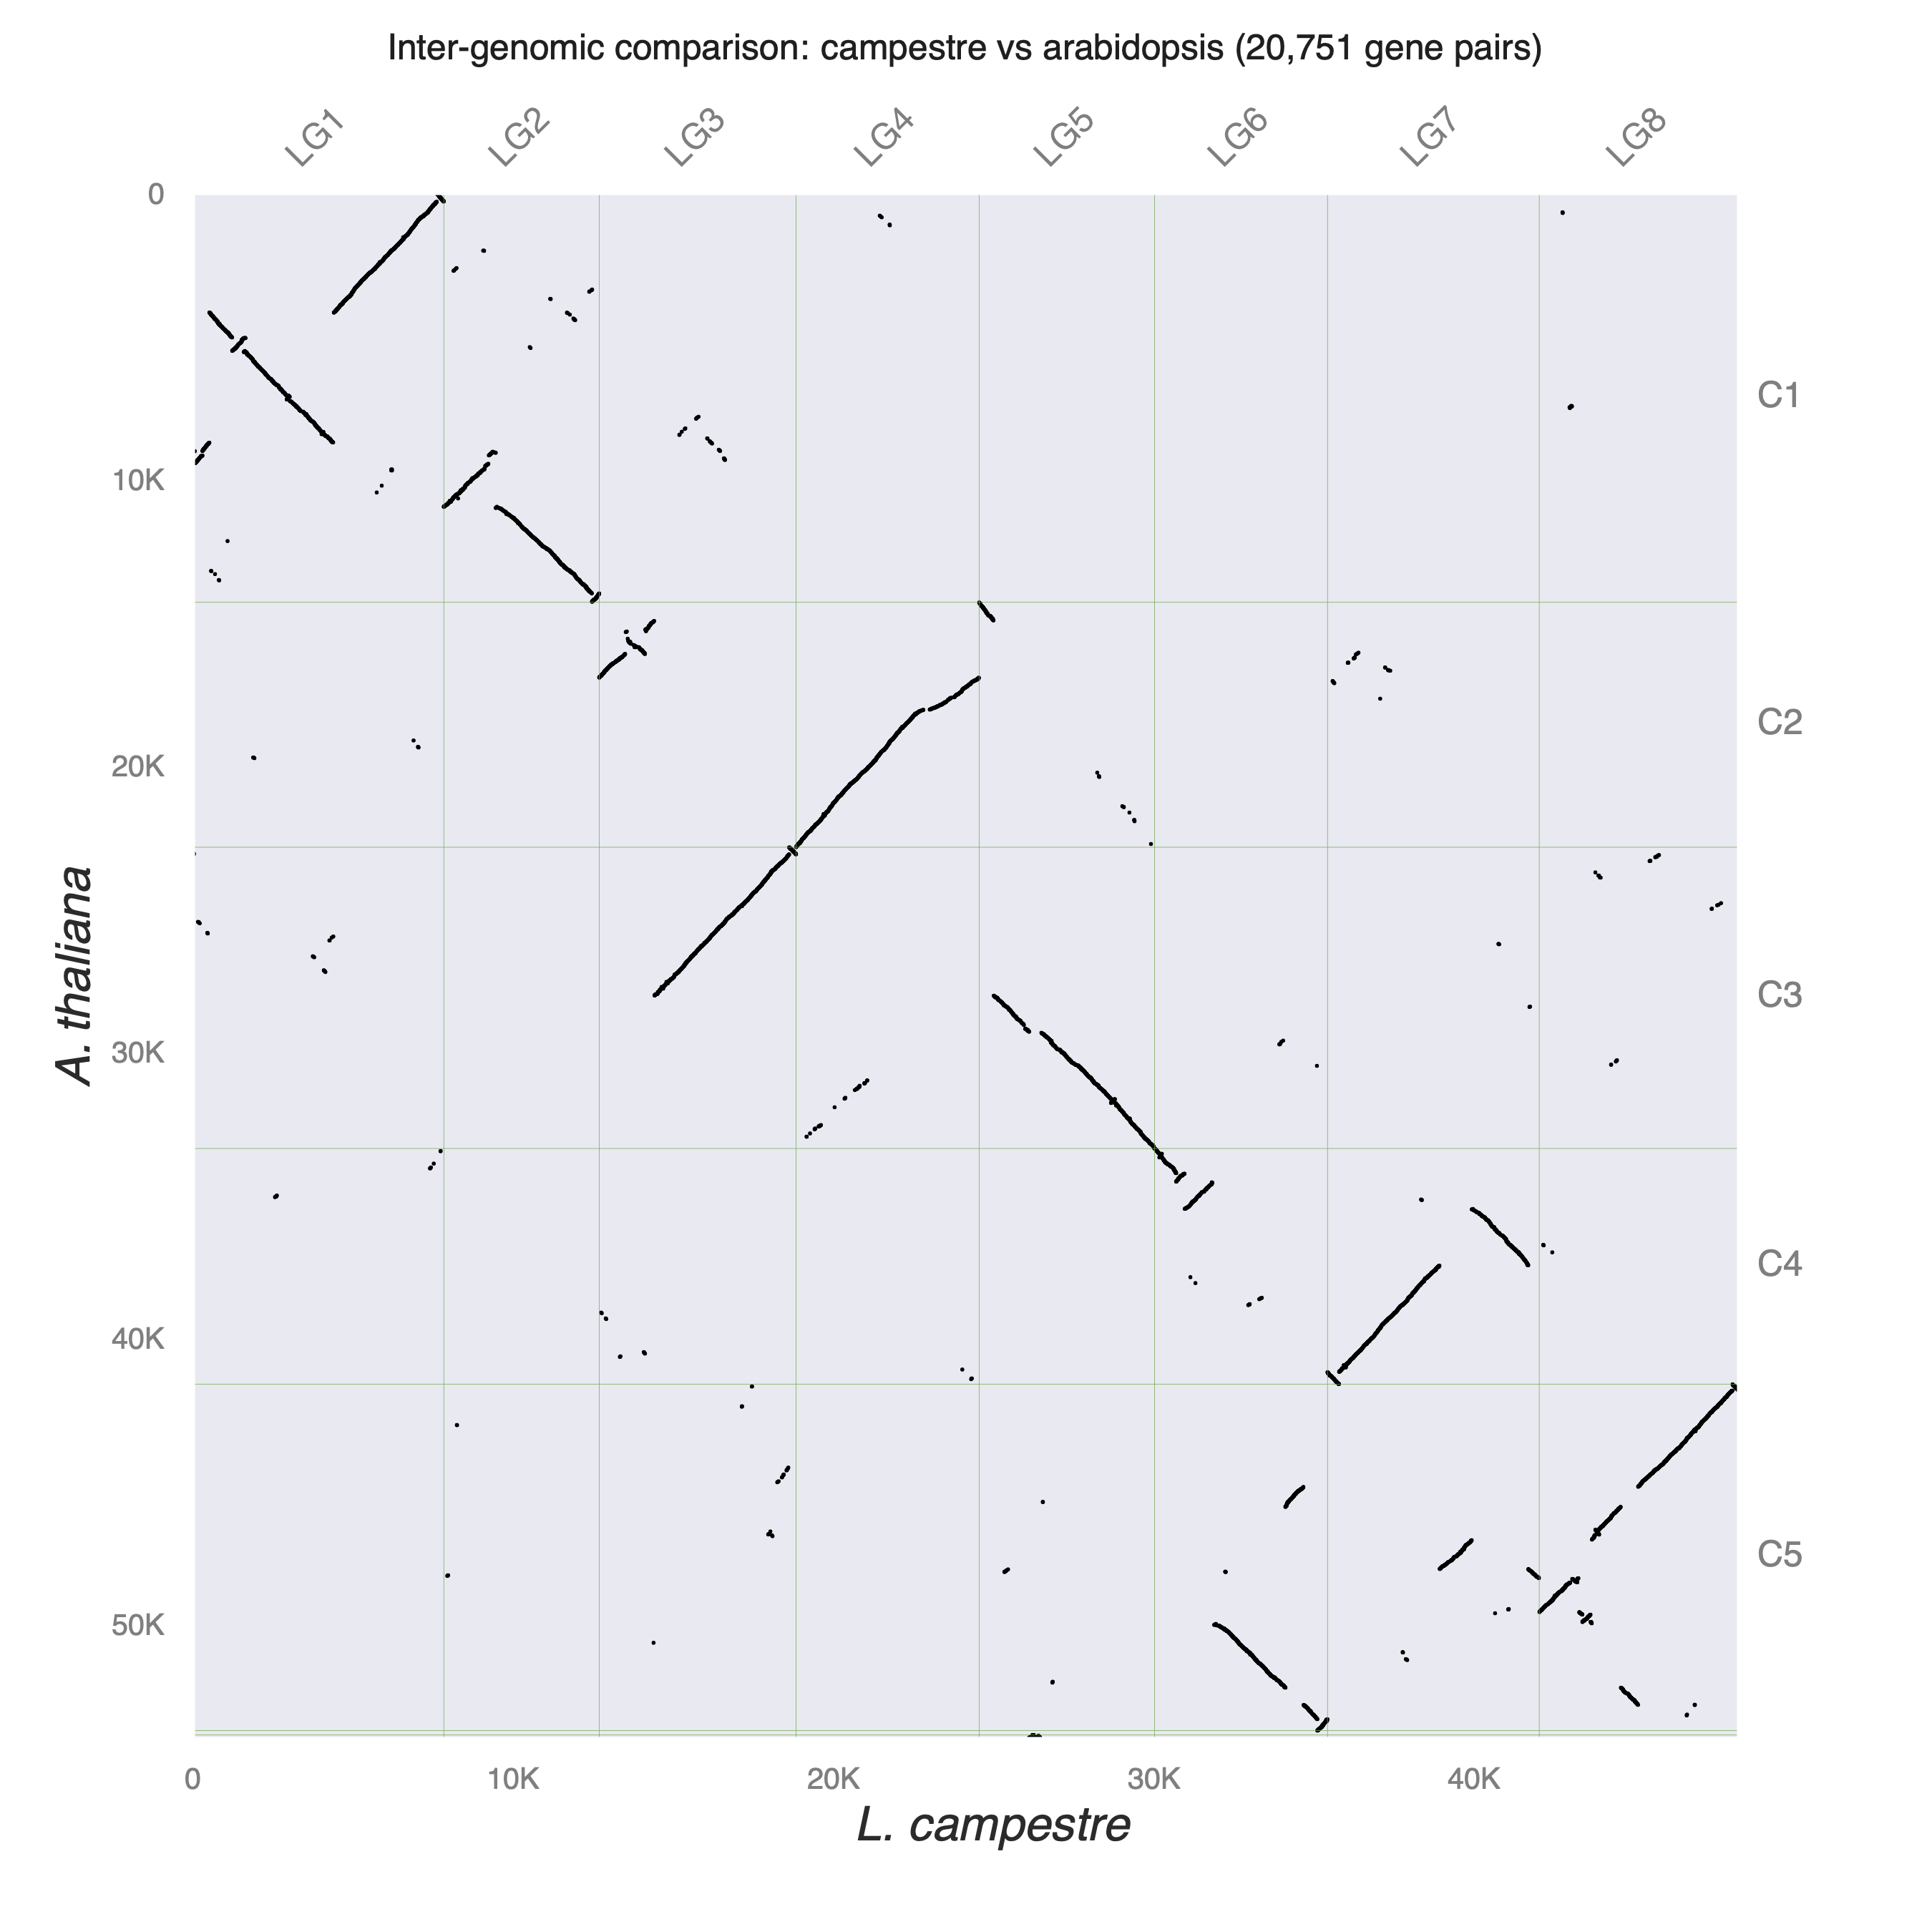 Inter-genomic comparison: campestre vs arabidopsis (20,751 gene pairs)
LG1 LG2 LG3 LG4 LG5 LG6 LG7 LG8
0
C1
10K
C2
20K
A. thaliana
C3
30K
C4
40K
C5
50K
0 10K 20K 30K 40K
L. campestre